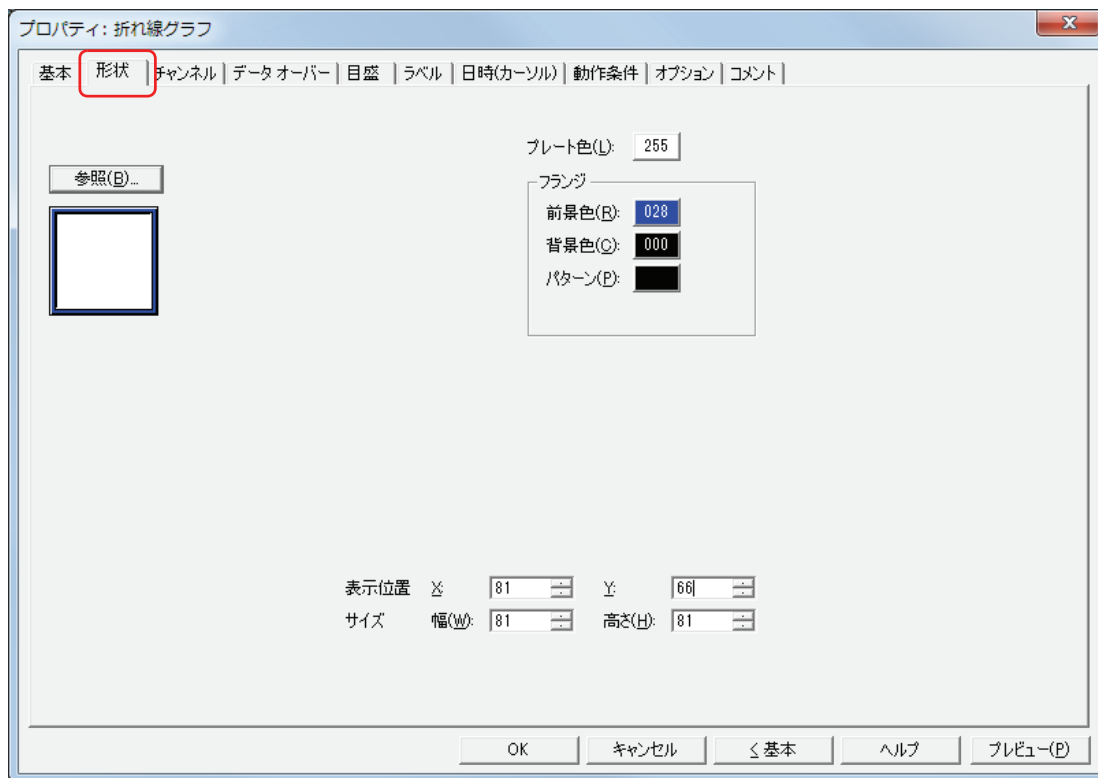 プロパティ: 折れ線グラフ
基本 形状 チャンネル データ オーバー 目盛 ラベル 日時(カーソル) 動作条件 オプション コメント
プレート色(L): 255
参照(B)...
フランジ
前景色(R): 028
背景色(C): 000
パターン(P):
表示位置 X: 81 Y: 66
サイズ 幅(W): 81 高さ(H): 81
OK キャンセル < 基本 ヘルプ プレビュー(P)